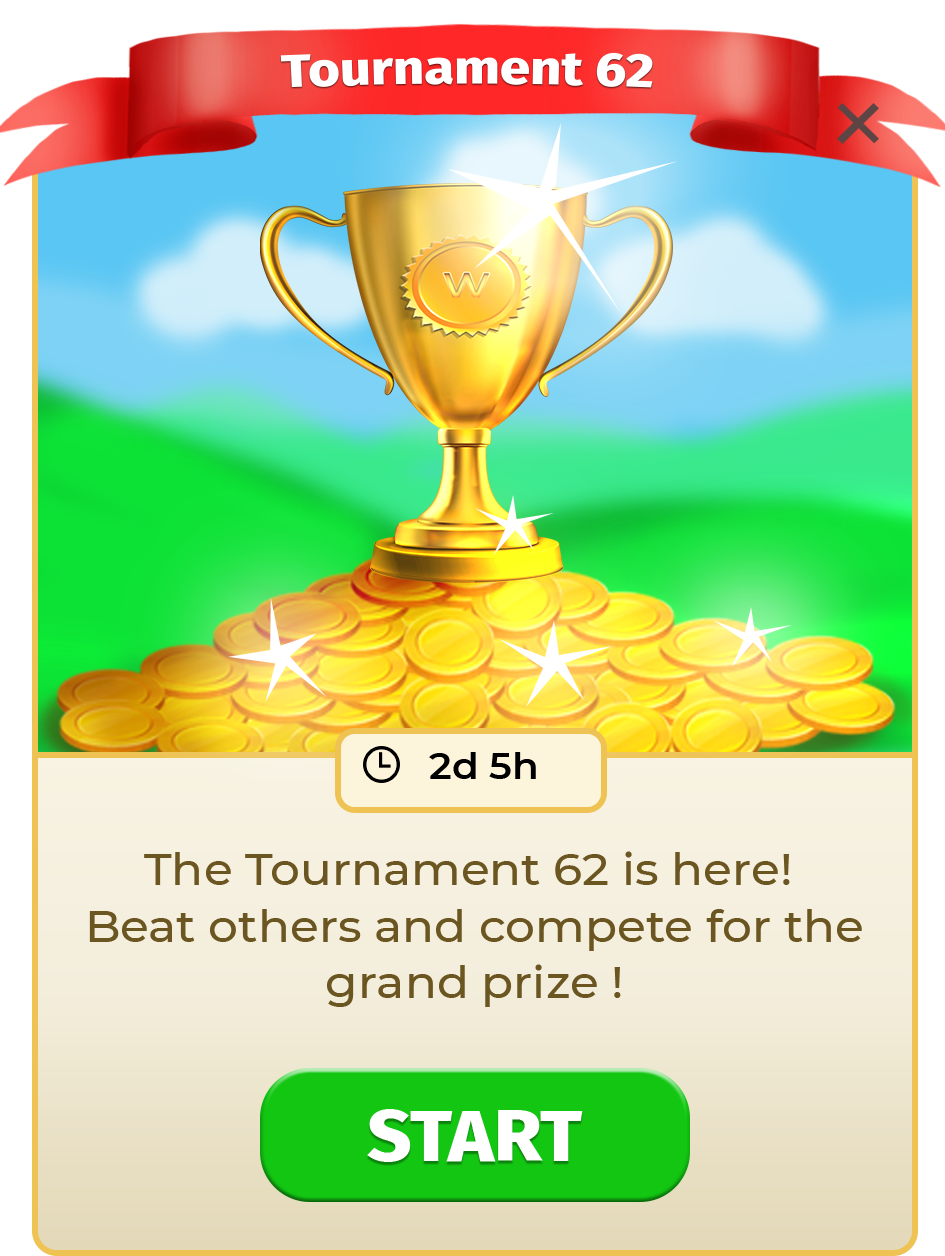 Tournament 62
W
2d 5h
The Tournament 62 is here!
Beat others and compete for the
grand prize !
START